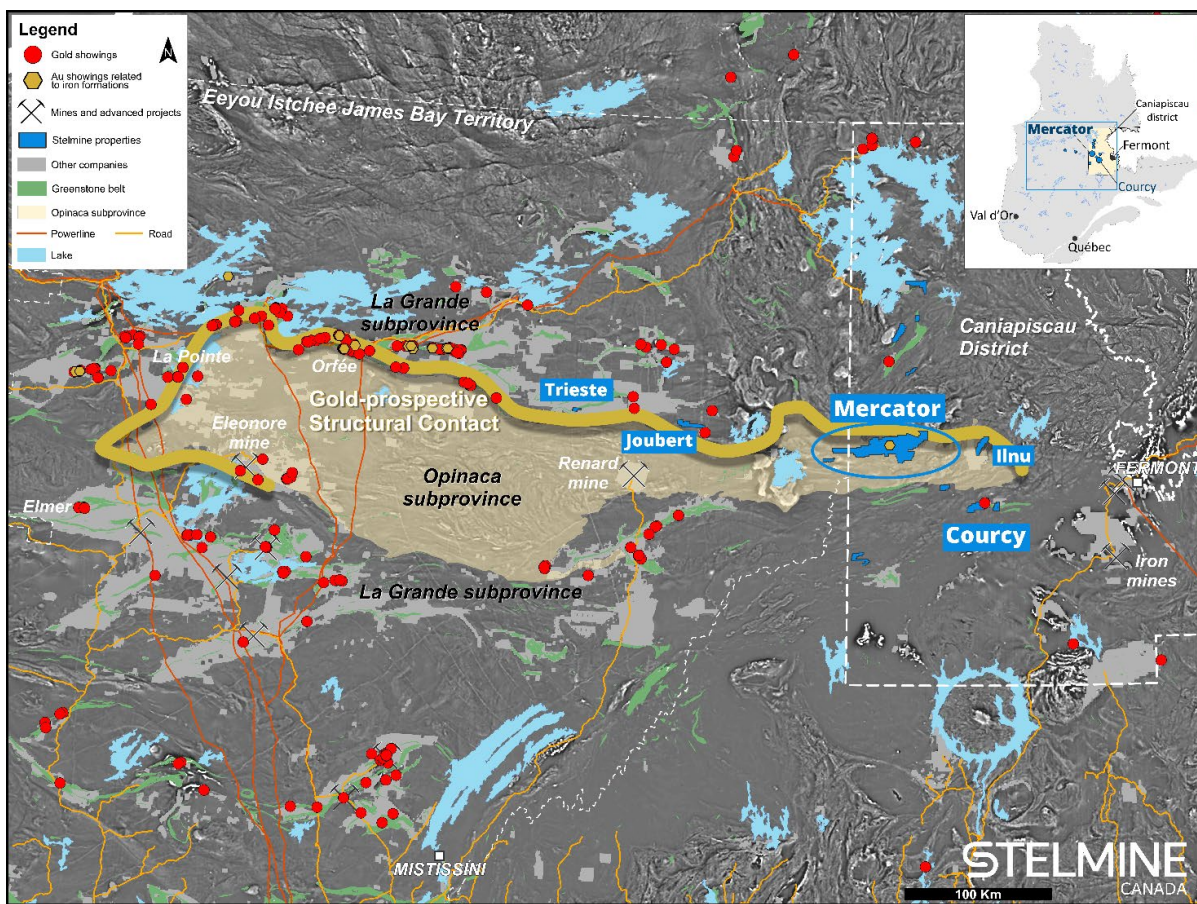 Legend
N
Gold showings
Au showings related
to iron formations
Mines and advanced projects
Stelmine properties
Other companies
Greenstone belt
Opinaca subprovince
Powerline
Road
Lake
Eeyou Istchee James Bay Territory
Caniapiscau
district
Mercator
Fermont
Courcy
Val d'Or
Québec
La Grande
subprovince
Caniapiscau
District
La Pointe
Orfée
Trieste
Mercator
Gold-prospective
Structural Contact
Joubert
Ilnu
Eleonore
mine
Renard
mine
FERMONT
Opinaca
subprovince
Elmer
Courcy
La Grande subprovince
Iron
mines
MISTISSINI
STELMINE
CANADA
100 Km